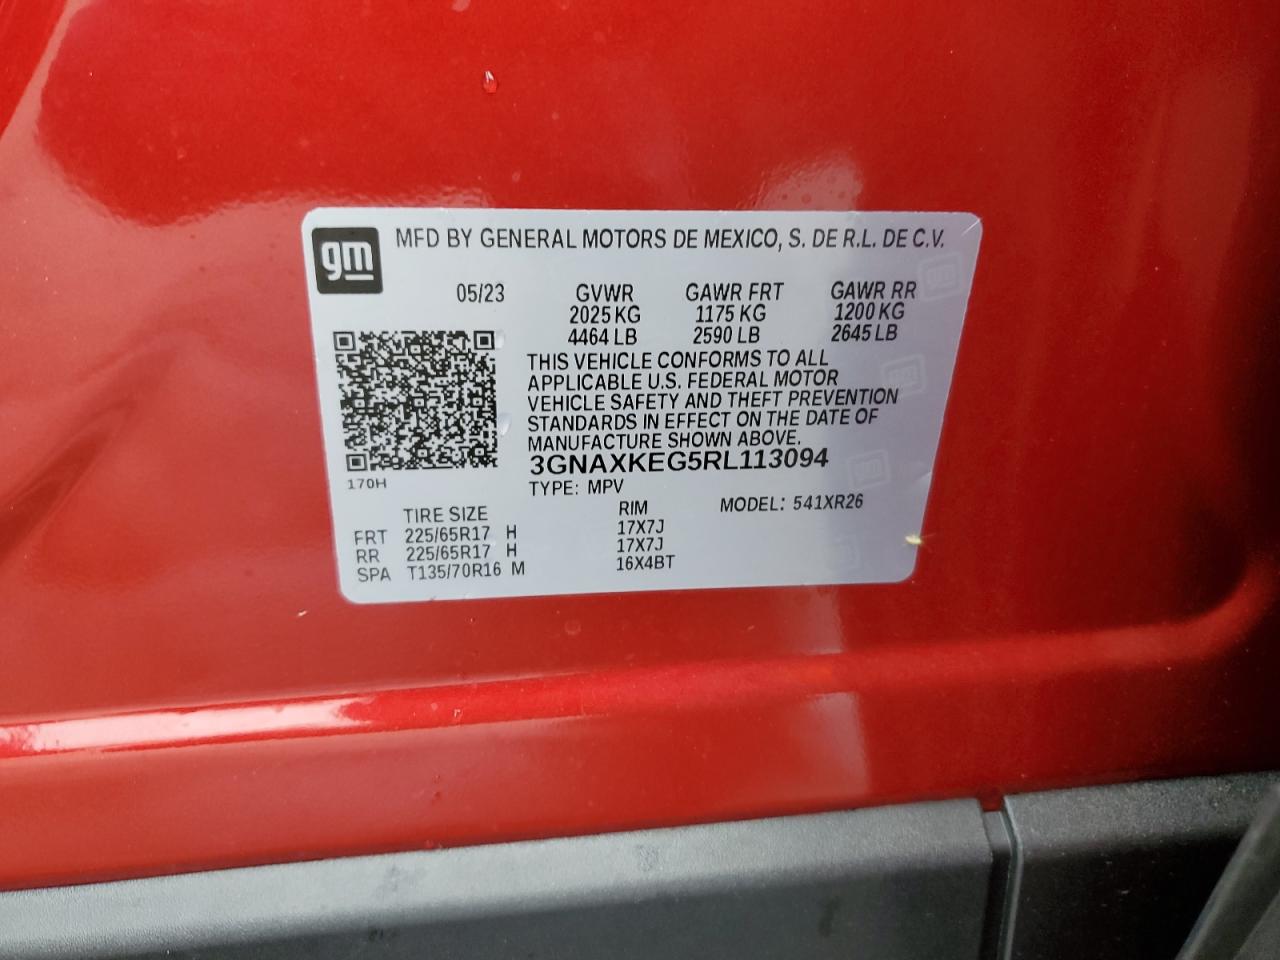 gm
MFD BY GENERAL MOTORS DE MEXICO, S. DE R.L. DE C.V.
05/23 GVWR GAWR FRT GAWR RR
2025 KG 1175 KG 1200 KG
4464 LB 2590 LB 2645 LB
THIS VEHICLE CONFORMS TO ALL
APPLICABLE U.S. FEDERAL MOTOR
VEHICLE SAFETY AND THEFT PREVENTION
STANDARDS IN EFFECT ON THE DATE OF
MANUFACTURE SHOWN ABOVE.
3GNAXKEG5RL113094
170H
TYPE: MPV MODEL: 541XR26
TIRE SIZE RIM
FRT 225/65R17 H 17X7J
RR 225/65R17 H 17X7J
SPA T135/70R16 M 16X4BT